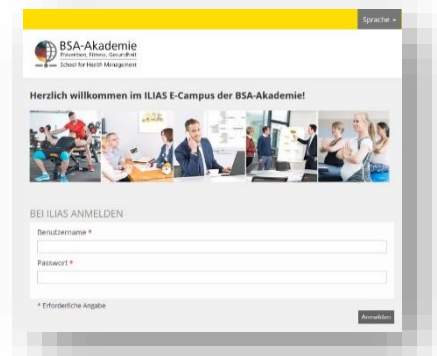 Sprache
BSA-Akademie
Prävention, Fitness, Gesundheit
School for Health Management
Herzlich willkommen im ILIAS E-Campus der BSA-Akademie!
BEI ILIAS ANMELDEN
Benutzername *
Passwort *
* Erforderliche Angabe
Anmelden